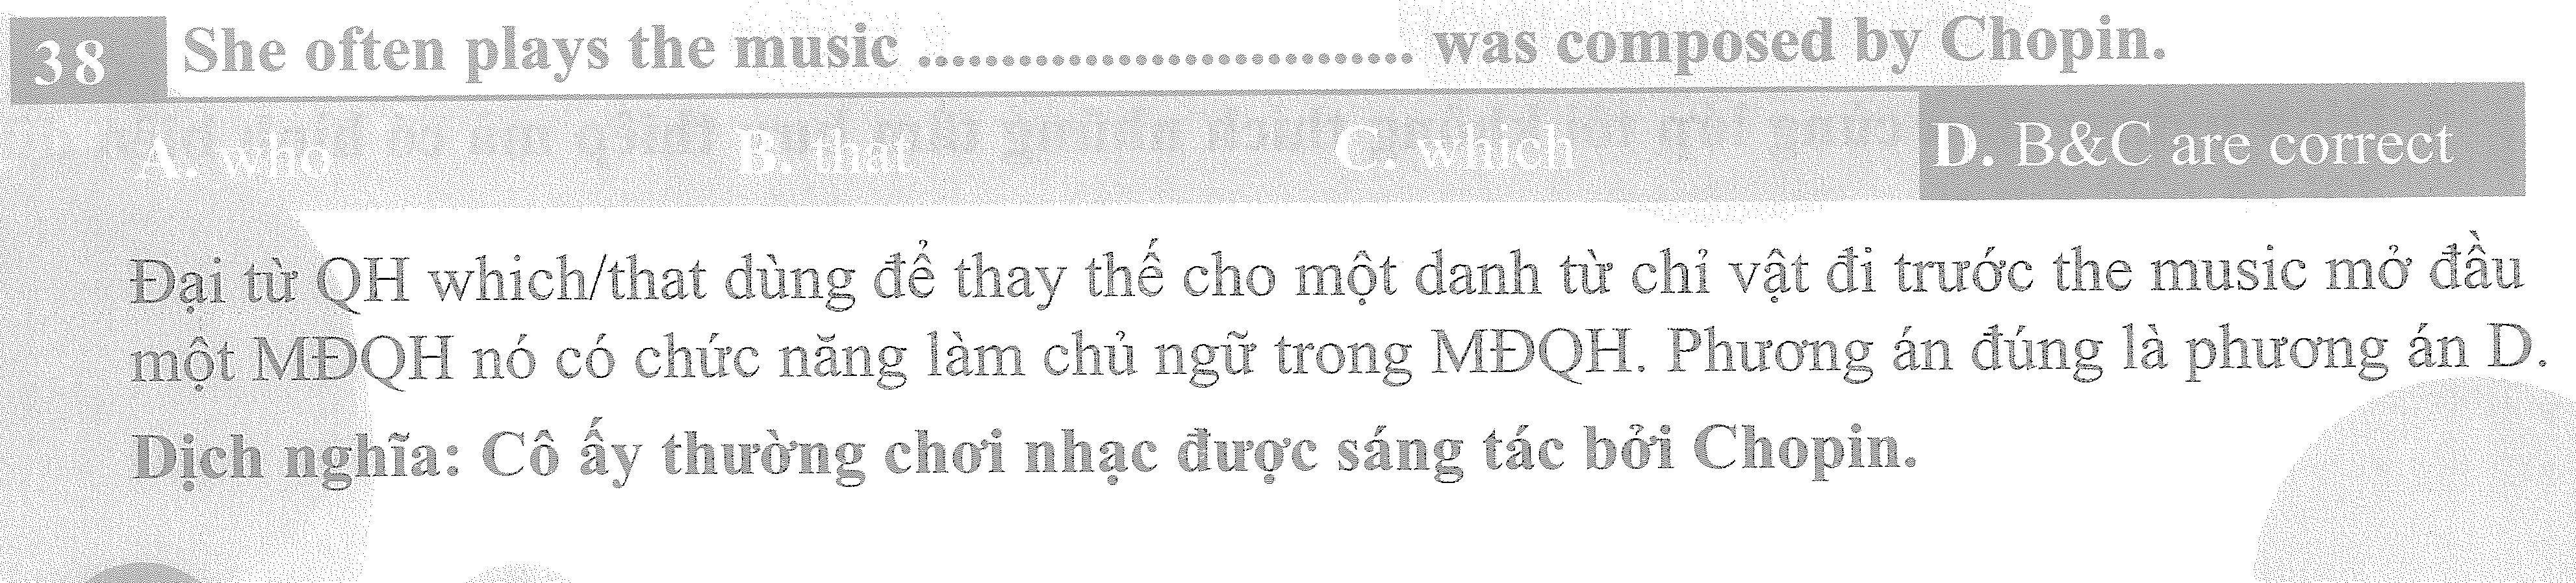 38 She often plays the music .............................. was composed by Chopin.
A. who B. that C. which D. B&C are correct
Đại từ QH which/that dùng để thay thế cho một danh từ chỉ vật đi trước the music mở đầu
một MĐQH nó có chức năng làm chủ ngữ trong MĐQH. Phương án đúng là phương án D.
Dịch nghĩa: Cô ấy thường chơi nhạc được sáng tác bởi Chopin.